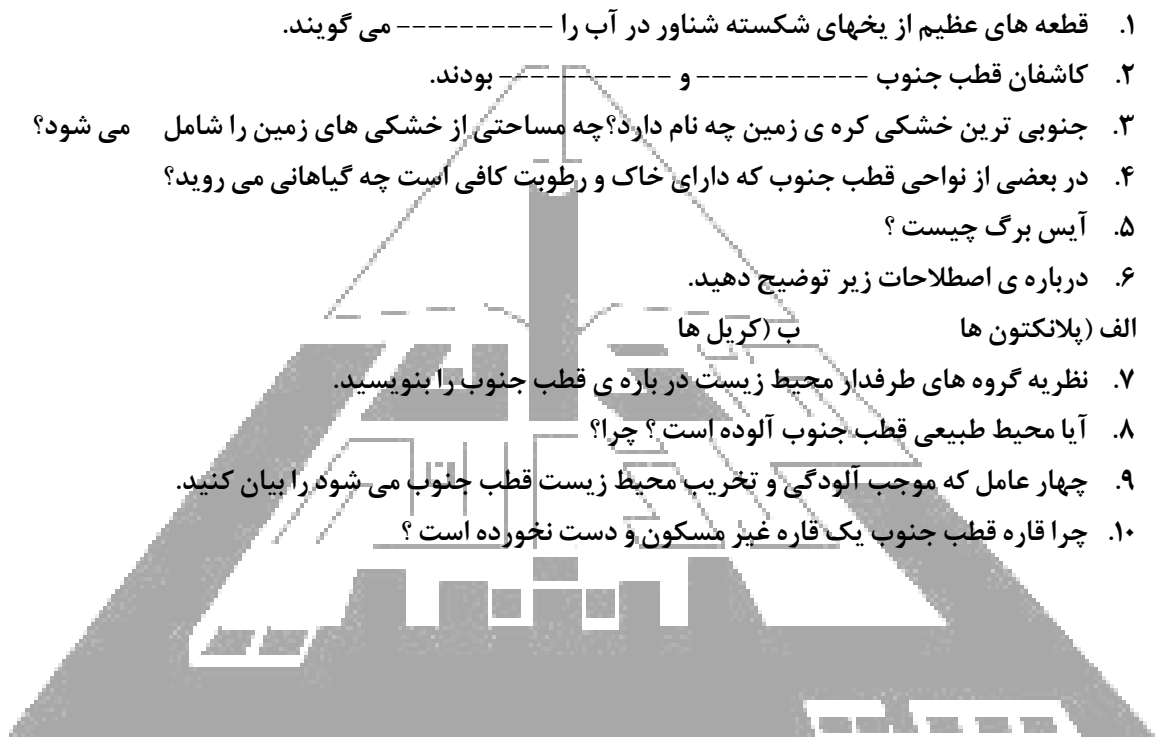 ۱. قطعه های عظیم از یخهای شکسته شناور در آب را ---------- می گویند.
۲. کاشفان قطب جنوب ----------- و ----------- بودند.
۳. جنوبی ترین خشکی کره ی زمین چه نام دارد؟چه مساحتی از خشکی های زمین را شامل می شود؟
۴. در بعضی از نواحی قطب جنوب که دارای خاک و رطوبت کافی است چه گیاهانی می روید؟
۵. آیس برگ چیست ؟
۶. درباره ی اصطلاحات زیر توضیح دهید.
الف (پلانکتون ها ب (کریل ها
۷. نظریه گروه های طرفدار محیط زیست در باره ی قطب جنوب را بنویسید.
۸. آیا محیط طبیعی قطب جنوب آلوده است ؟ چرا؟
۹. چهار عامل که موجب آلودگی و تخریب محیط زیست قطب جنوب می شود را بیان کنید.
۱۰. چرا قاره قطب جنوب یک قاره غیر مسکون و دست نخورده است ؟